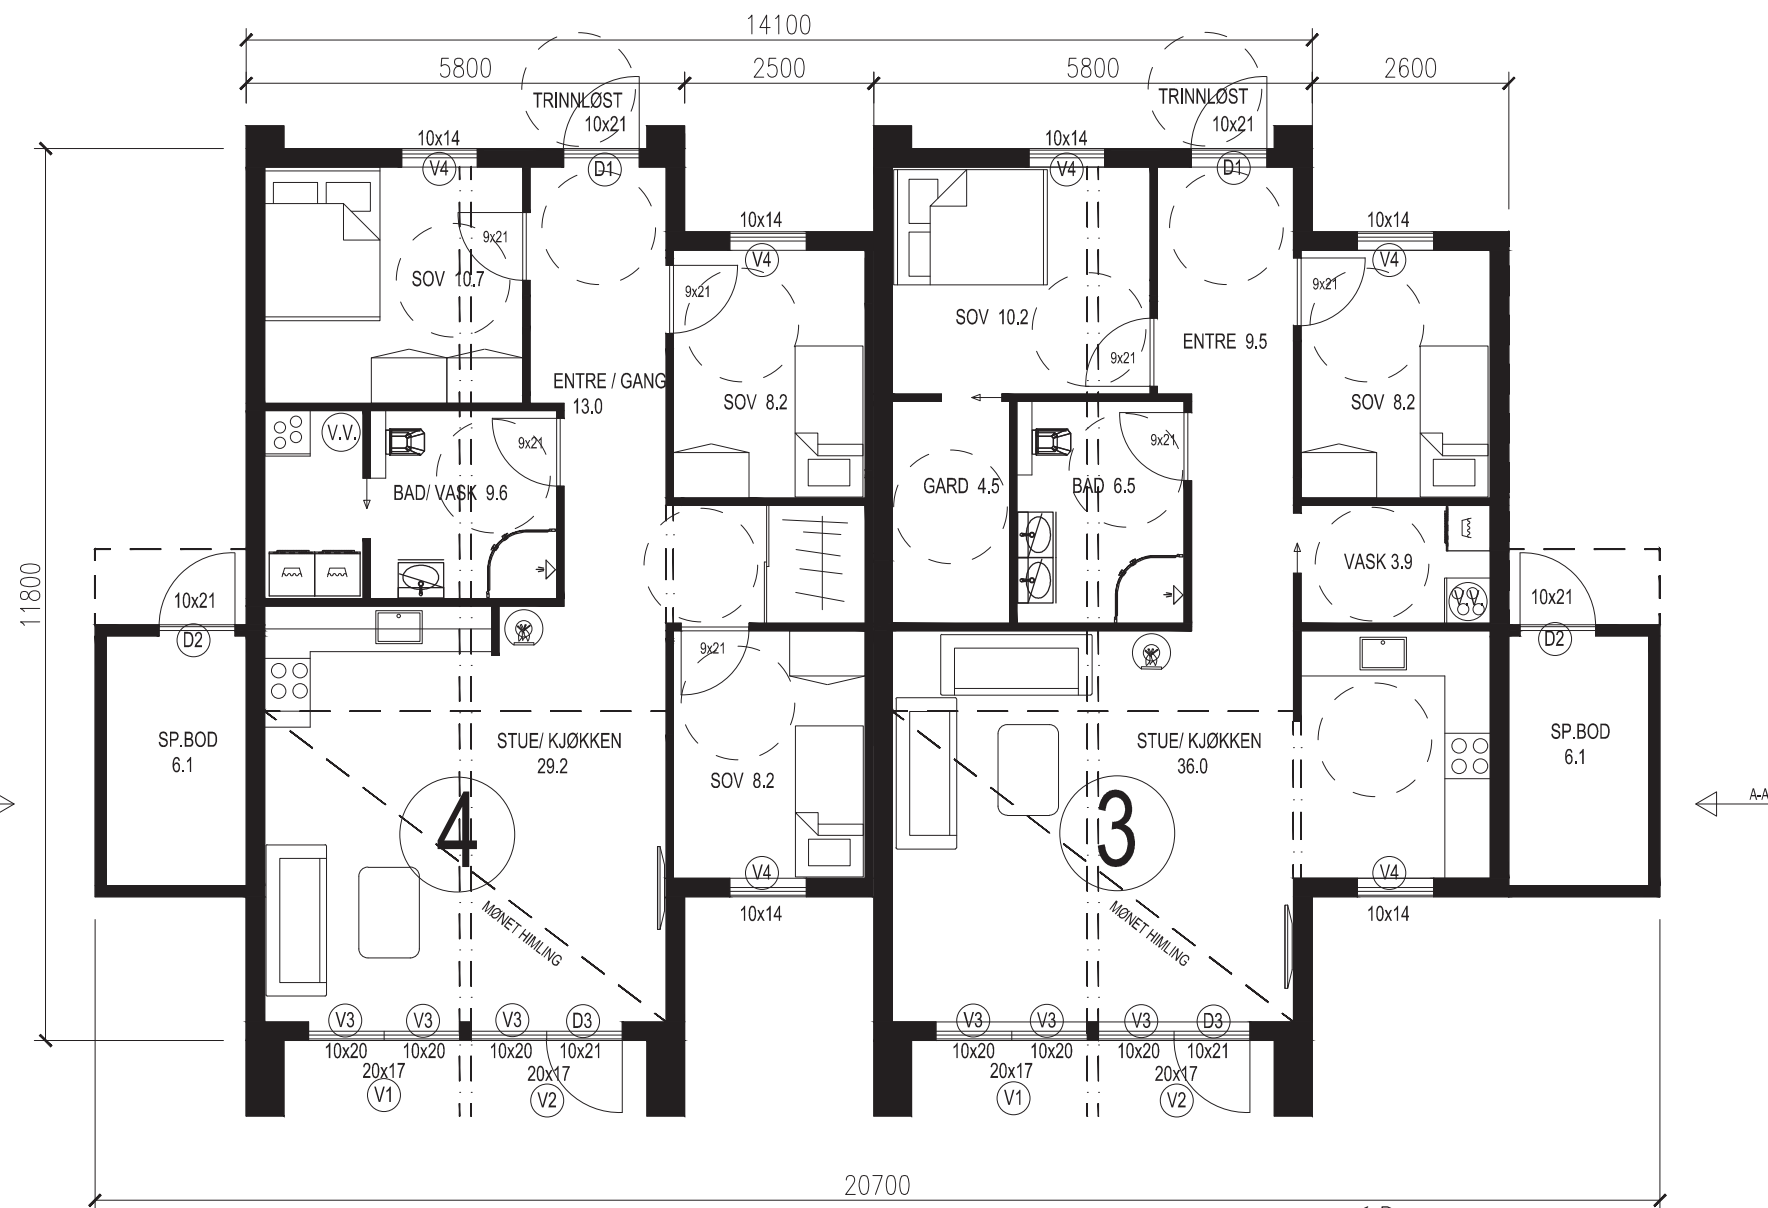 14100
5800
2500
5800
2600
TRINNLØST
10x21
TRINNLØST
10x21
10x14
V4
D1
10x14
V4
D1
10x14
V4
10x14
V4
9x21
SOV 10.7
9x21
SOV 10.2
9x21
ENTRE 9.5
9x21
ENTRE / GANG
13.0
SOV 8.2
SOV 8.2
V.V.
9x21
9x21
BAD/ VASK 9.6
GARD 4.5
BAD 6.5
VASK 3.9
V.V.
11800
10x21
D2
10x21
D2
9x21
SP.BOD
6.1
STUE/ KJØKKEN
29.2
SOV 8.2
STUE/ KJØKKEN
36.0
SP.BOD
6.1
4
3
A-A
MØNET HIMLING
MØNET HIMLING
V4
10x14
V4
10x14
V3
V3
V3
D3
V3
V3
V3
D3
10x20
10x20
10x20
10x21
10x20
10x20
10x20
10x21
20x17
20x17
20x17
20x17
V1
V2
V1
V2
20700